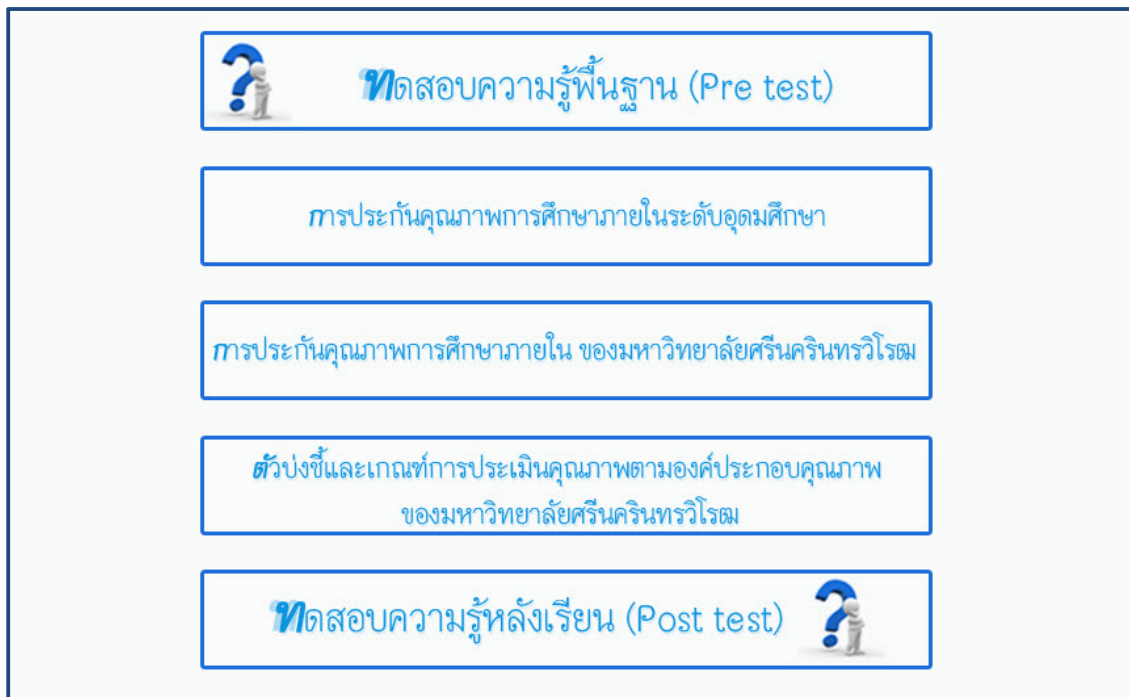 ทดสอบความรู้พื้นฐาน (Pre test)
การประกันคุณภาพการศึกษาภายในระดับอุดมศึกษา
การประกันคุณภาพการศึกษาภายใน ของมหาวิทยาลัยศรีนครินทรวิโรฒ
ตัวบ่งชี้และเกณฑ์การประเมินคุณภาพตามองค์ประกอบคุณภาพ
ของมหาวิทยาลัยศรีนครินทรวิโรฒ
ทดสอบความรู้หลังเรียน (Post test)